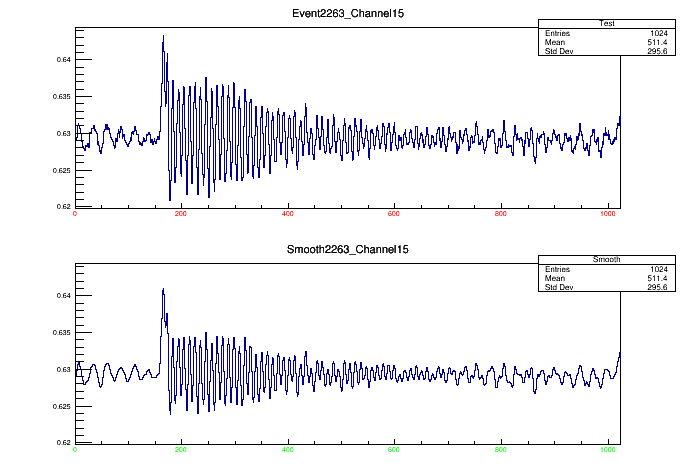 Event2263_Channel15
Test
Entries 1024
Mean 511.4
Std Dev 295.6
0.64
0.635
0.63
0.625
0.62
0 200 400 600 800 1000
Smooth2263_Channel15
Smooth
Entries 1024
Mean 511.4
Std Dev 295.6
0.64
0.635
0.63
0.625
0.62
0 200 400 600 800 1000